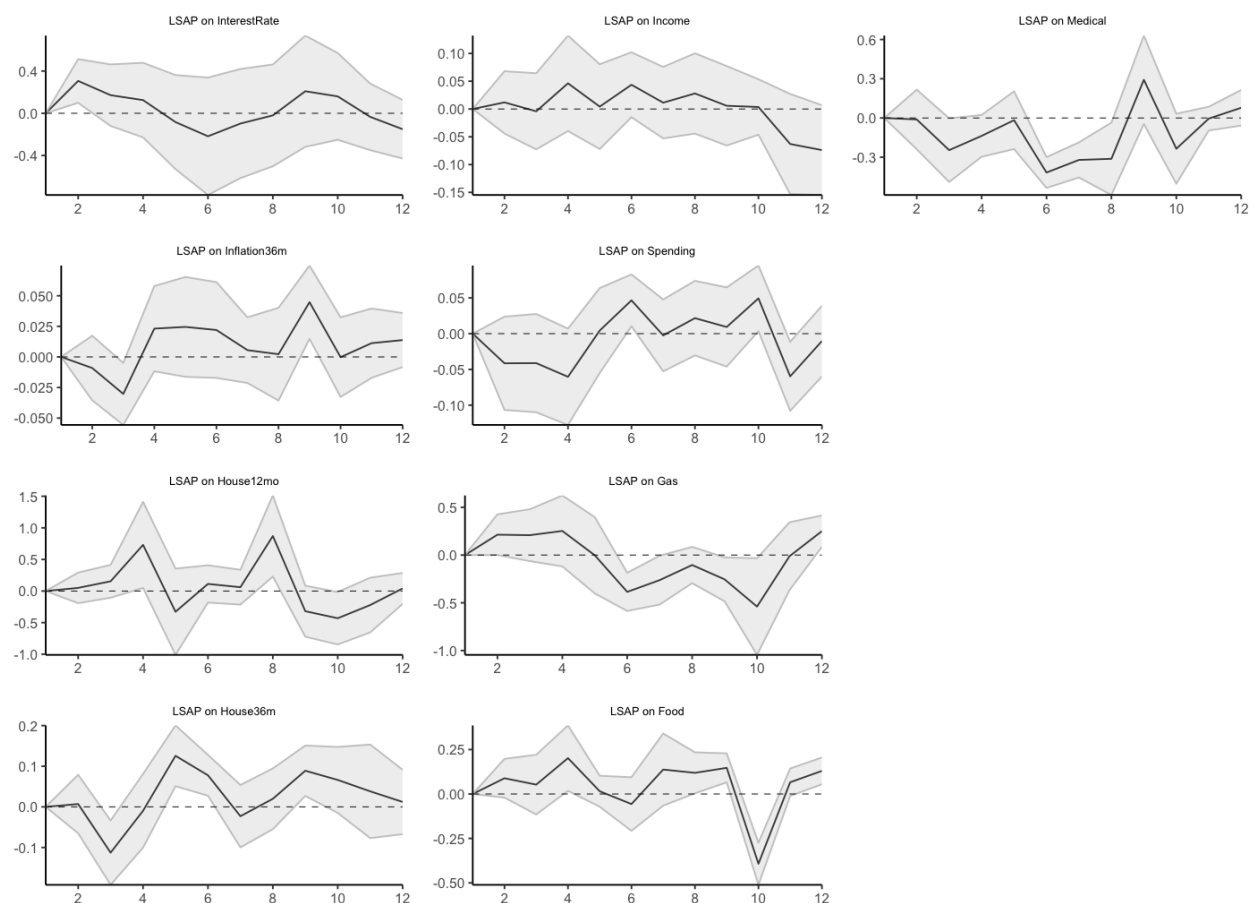 LSAP on InterestRate
0.4
0.0
-0.4
2 4 6 8 10 12
LSAP on Income
0.10
0.05
0.00
-0.05
-0.10
-0.15
2 4 6 8 10 12
LSAP on Medical
0.6
0.3
0.0
-0.3
2 4 6 8 10 12
LSAP on Inflation36m
0.050
0.025
0.000
-0.025
-0.050
2 4 6 8 10 12
LSAP on Spending
0.05
0.00
-0.05
-0.10
2 4 6 8 10 12
LSAP on House12mo
1.5
1.0
0.5
0.0
-0.5
-1.0
2 4 6 8 10 12
LSAP on Gas
0.5
0.0
-0.5
-1.0
2 4 6 8 10 12
LSAP on House36m
0.2
0.1
0.0
-0.1
2 4 6 8 10 12
LSAP on Food
0.25
0.00
-0.25
-0.50
2 4 6 8 10 12